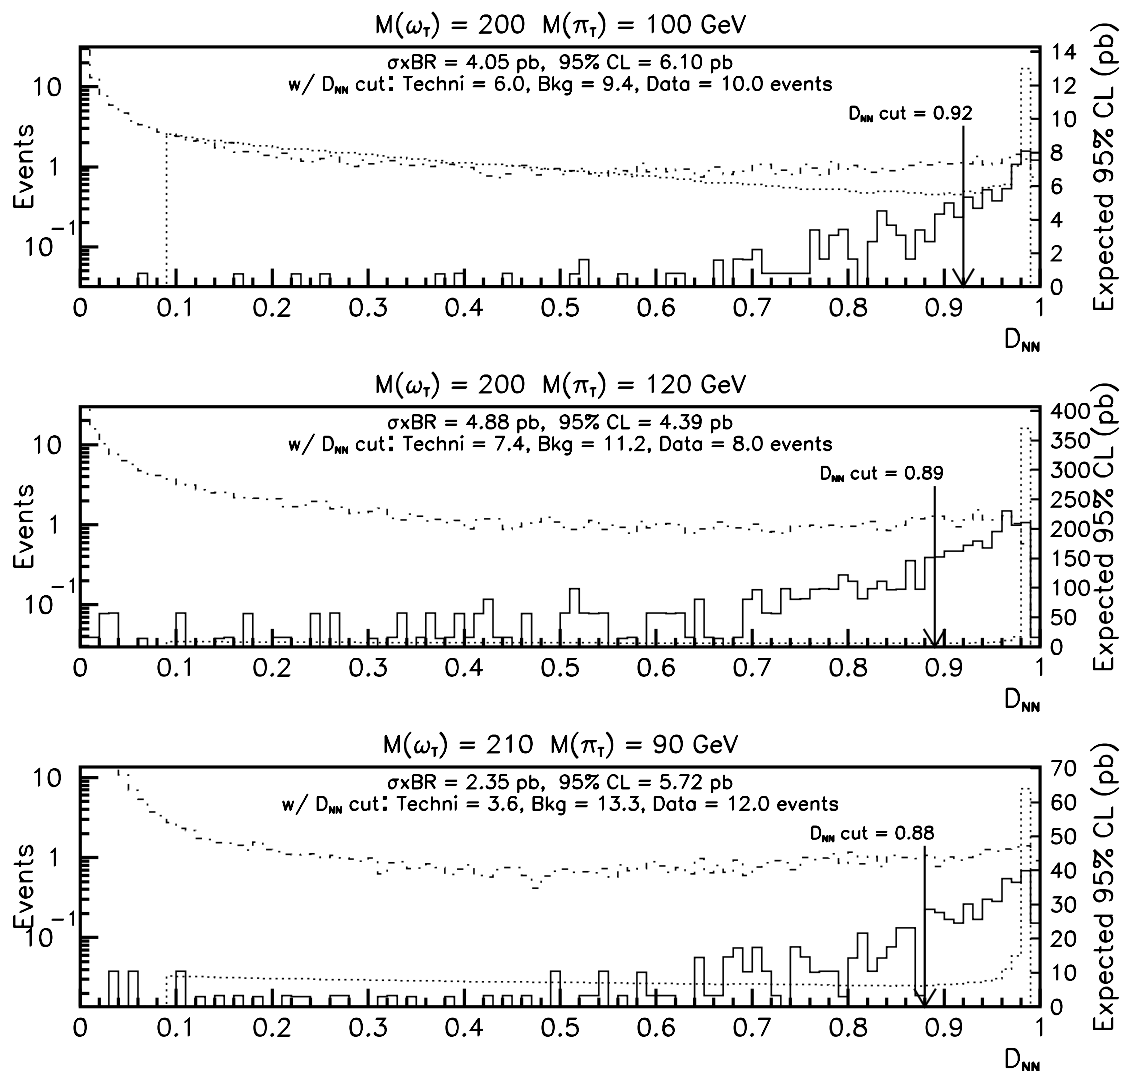 M(ω_T) = 200 M(π_T) = 100 GeV
σxBR = 4.05 pb, 95% CL = 6.10 pb
w/ D_NN cut: Techni = 6.0, Bkg = 9.4, Data = 10.0 events
D_NN cut = 0.92
Events
10
1
10⁻¹
0 0.1 0.2 0.3 0.4 0.5 0.6 0.7 0.8 0.9 1
D_NN
14
12
10
8
6
4
2
0
Expected 95% CL (pb)
M(ω_T) = 200 M(π_T) = 120 GeV
σxBR = 4.88 pb, 95% CL = 4.39 pb
w/ D_NN cut: Techni = 7.4, Bkg = 11.2, Data = 8.0 events
D_NN cut = 0.89
Events
10
1
10⁻¹
0 0.1 0.2 0.3 0.4 0.5 0.6 0.7 0.8 0.9 1
D_NN
400
350
300
250
200
150
100
50
0
Expected 95% CL (pb)
M(ω_T) = 210 M(π_T) = 90 GeV
σxBR = 2.35 pb, 95% CL = 5.72 pb
w/ D_NN cut: Techni = 3.6, Bkg = 13.3, Data = 12.0 events
D_NN cut = 0.88
Events
10
1
10⁻¹
0 0.1 0.2 0.3 0.4 0.5 0.6 0.7 0.8 0.9 1
D_NN
70
60
50
40
30
20
10
0
Expected 95% CL (pb)